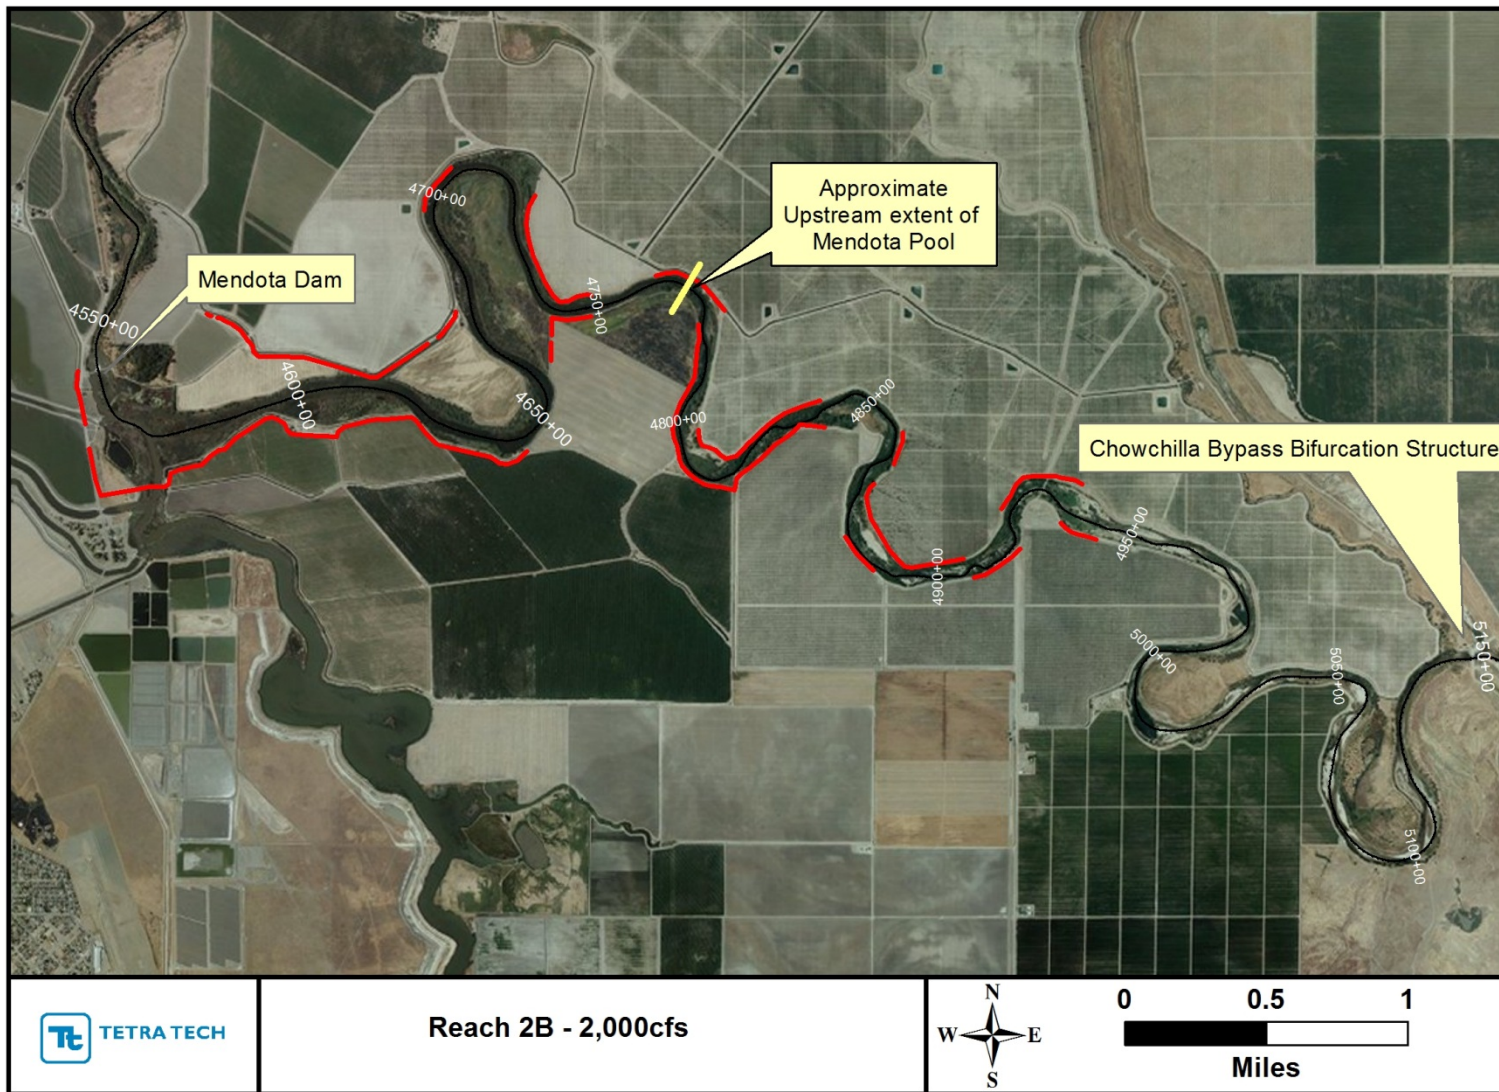 4700+00
Approximate
Upstream extent of
Mendota Pool
Mendota Dam
4750+00
4550+00
4600+00
4650+00
4800+00
4850+00
Chowchilla Bypass Bifurcation Structure
4900+00
4950+00
5000+00
5050+00
5150+00
5100+00
TETRA TECH
Tt
Reach 2B - 2,000cfs
N
W
E
S
0 0.5 1
Miles